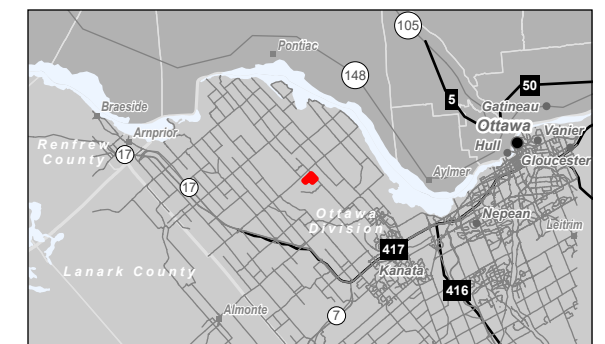 105
Pontiac
148
50
5
Gatineau
Braeside
Ottawa
Vanier
Arnprior
Hull
Renfrew
County
17
Gloucester
Aylmer
17
Ottawa
Division
Nepean
Leitrim
417
Lanark County
Kanata
416
Almonte
7